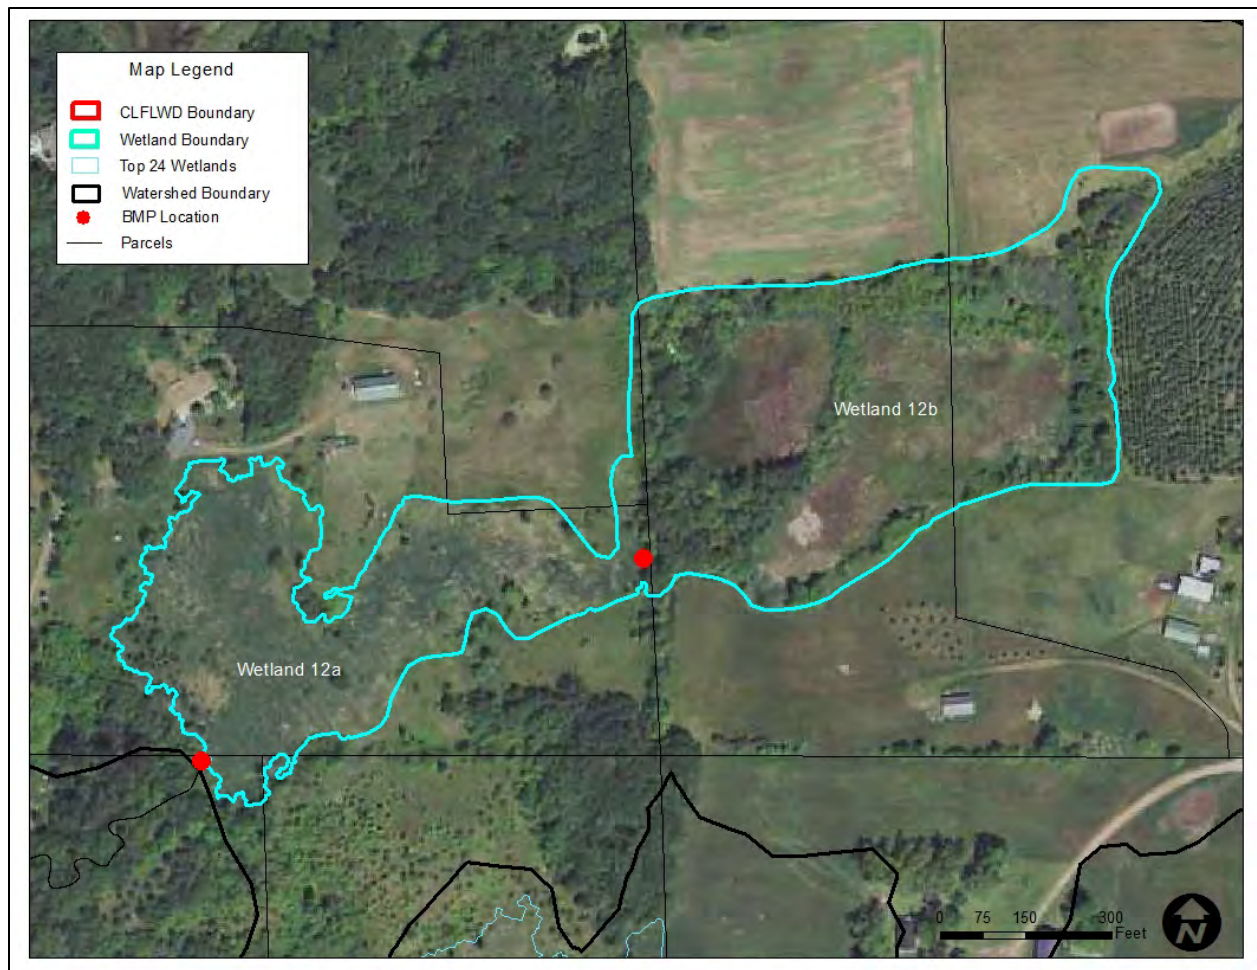 Map Legend
CLFLWD Boundary
Wetland Boundary
Top 24 Wetlands
Watershed Boundary
BMP Location
Parcels
Wetland 12b
Wetland 12a
0 75 150 300
Feet
N